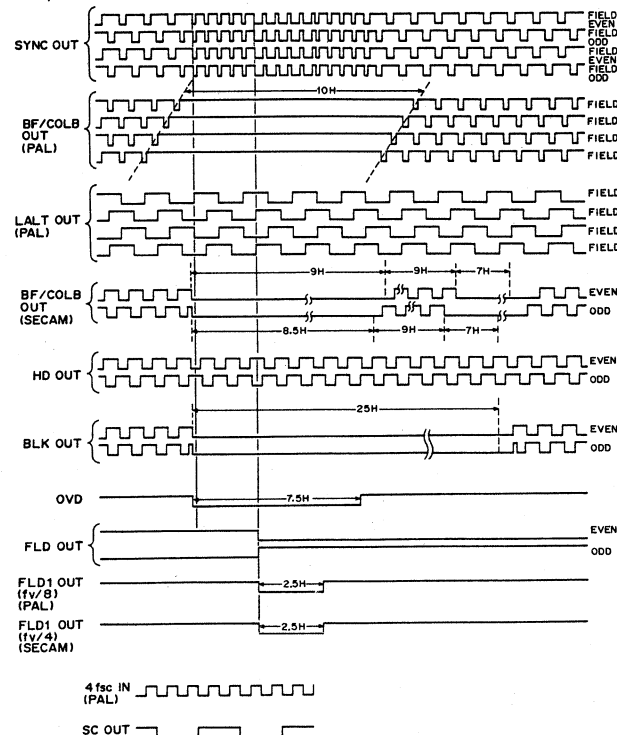 SYNC OUT
FIELD
EVEN
FIELD
ODD
FIELD
EVEN
FIELD
ODD
10H
BF/COLB
OUT
(PAL)
FIELD
FIELD
FIELD
FIELD
LALT OUT
(PAL)
FIELD
FIELD
FIELD
FIELD
9H
9H
7H
BF/COLB
OUT
(SECAM)
EVEN
ODD
8.5H
9H
7H
HD OUT
EVEN
ODD
25H
BLK OUT
EVEN
ODD
OVD
7.5H
FLD OUT
EVEN
ODD
FLD1 OUT
(fv/8)
(PAL)
2.5H
FLD1 OUT
(fv/4)
(SECAM)
2.5H
4fsc IN
(PAL)
SC OUT